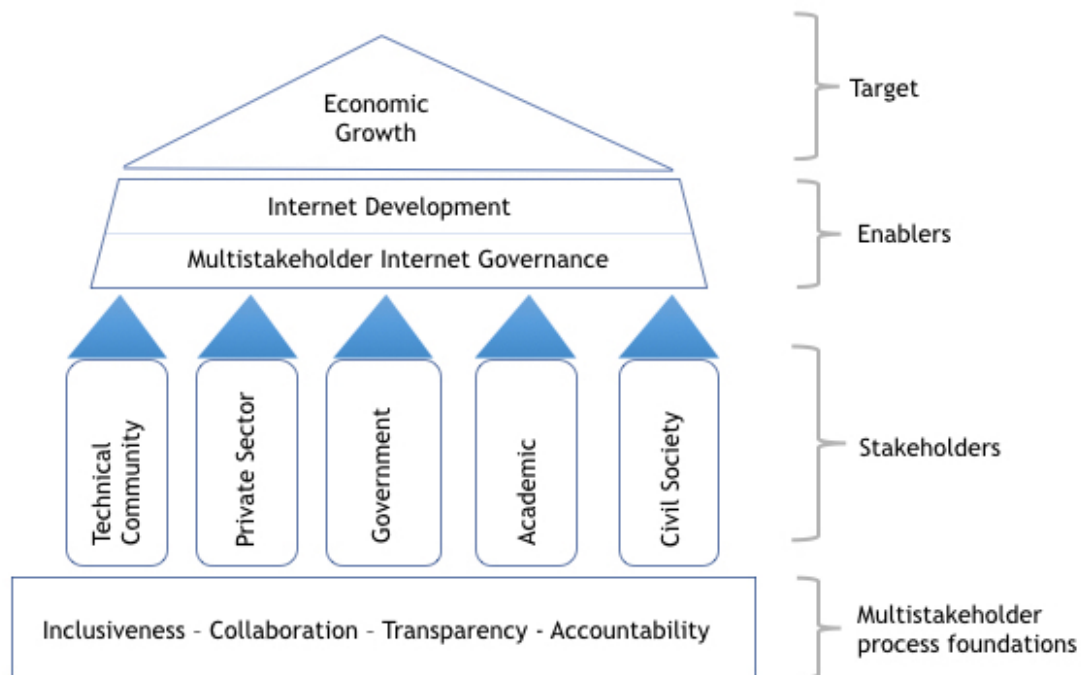 Economic
Growth
Target
Internet Development
Multistakeholder Internet Governance
Enablers
Technical
Community
Private Sector
Government
Academic
Civil Society
Stakeholders
Inclusiveness – Collaboration – Transparency - Accountability
Multistakeholder
process foundations